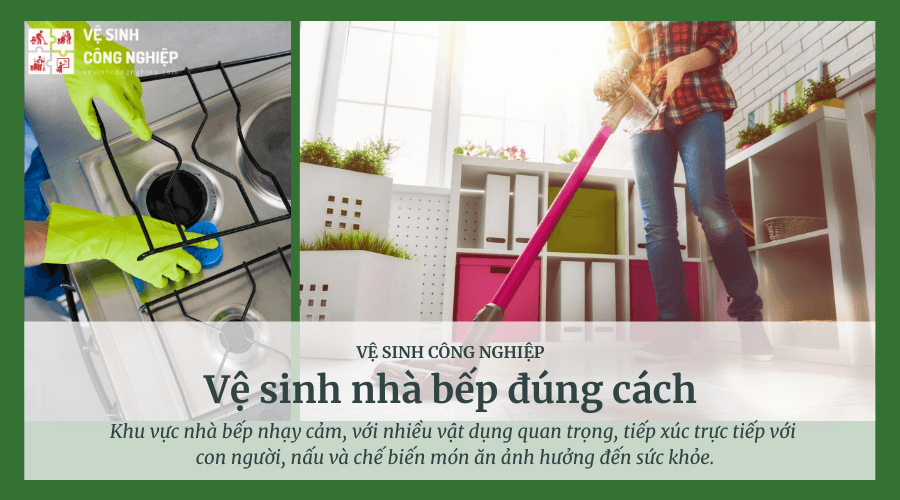 VỆ SINH
CÔNG NGHIỆP
vesinhcongnghiep.com
VỆ SINH CÔNG NGHIỆP
Vệ sinh nhà bếp đúng cách
Khu vực nhà bếp nhạy cảm, với nhiều vật dụng quan trọng, tiếp xúc trực tiếp với
con người, nấu và chế biến món ăn ảnh hưởng đến sức khỏe.